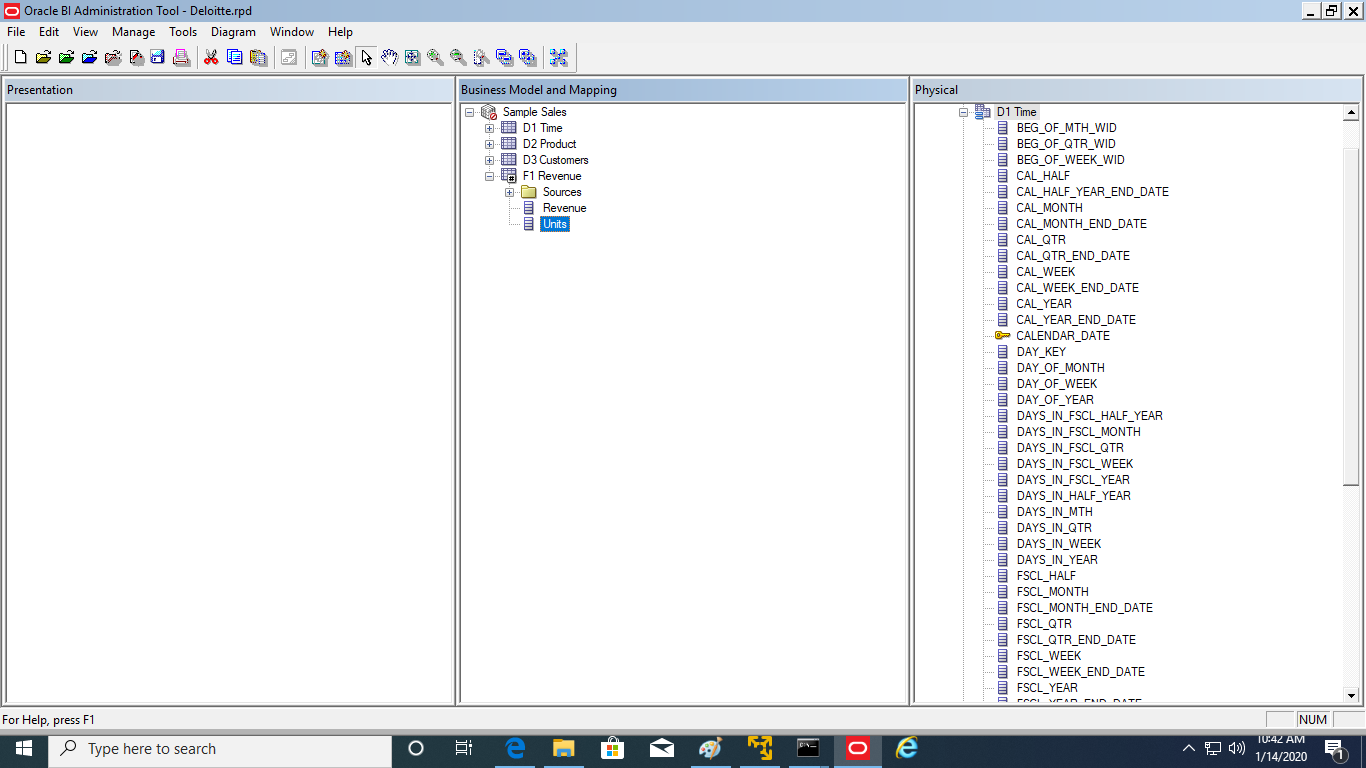 Oracle BI Administration Tool - Deloitte.rpd
File Edit View Manage Tools Diagram Window Help
Presentation
Business Model and Mapping
Sample Sales
D1 Time
D2 Product
D3 Customers
F1 Revenue
Sources
Revenue
Units
Physical
D1 Time
BEG_OF_MTH_WID
BEG_OF_QTR_WID
BEG_OF_WEEK_WID
CAL_HALF
CAL_HALF_YEAR_END_DATE
CAL_MONTH
CAL_MONTH_END_DATE
CAL_QTR
CAL_QTR_END_DATE
CAL_WEEK
CAL_WEEK_END_DATE
CAL_YEAR
CAL_YEAR_END_DATE
CALENDAR_DATE
DAY_KEY
DAY_OF_MONTH
DAY_OF_WEEK
DAY_OF_YEAR
DAYS_IN_FSCL_HALF_YEAR
DAYS_IN_FSCL_MONTH
DAYS_IN_FSCL_QTR
DAYS_IN_FSCL_WEEK
DAYS_IN_FSCL_YEAR
DAYS_IN_HALF_YEAR
DAYS_IN_MTH
DAYS_IN_QTR
DAYS_IN_WEEK
DAYS_IN_YEAR
FSCL_HALF
FSCL_MONTH
FSCL_MONTH_END_DATE
FSCL_QTR
FSCL_QTR_END_DATE
FSCL_WEEK
FSCL_WEEK_END_DATE
FSCL_YEAR
FSCL_YEAR_END_DATE
For Help, press F1
NUM
Type here to search
10:42 AM
1/14/2020
1